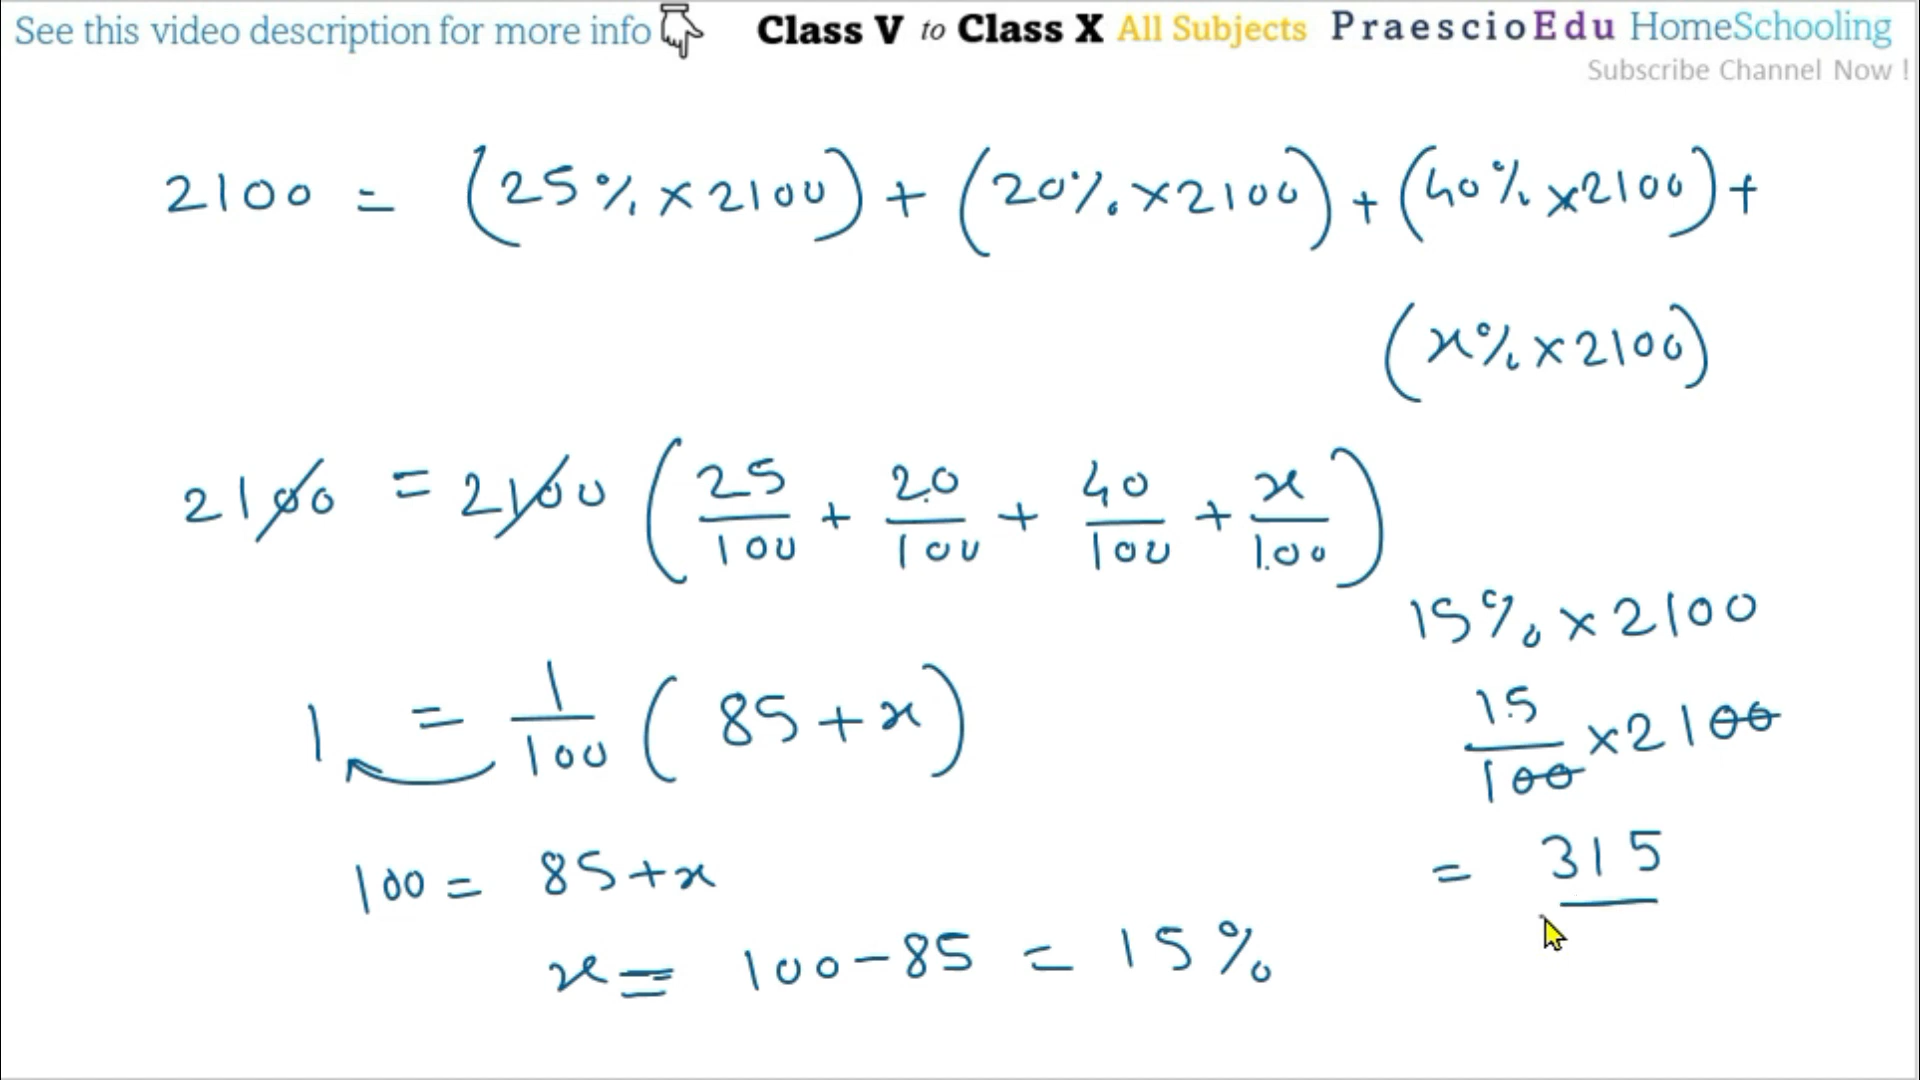 See this video description for more info Class V to Class X All Subjects PraescioEdu HomeSchooling
Subscribe Channel Now !
2100 = (25% × 2100) + (20% × 2100) + (40% × 2100) +
(x% × 2100)
2100 = 2100 (25/100 + 20/100 + 40/100 + x/100)
15% × 2100
1 = 1/100 (85 + x)
15/100 × 2100
100 = 85 + x
= 315
x = 100 - 85 = 15%